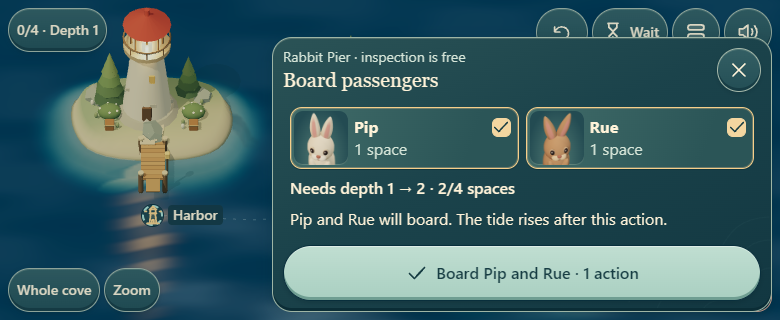 0/4 · Depth 1
Wait
Rabbit Pier · inspection is free
Board passengers
Pip
1 space
Rue
1 space
Needs depth 1 → 2 · 2/4 spaces
Pip and Rue will board. The tide rises after this action.
Harbor
Board Pip and Rue · 1 action
Whole cove
Zoom